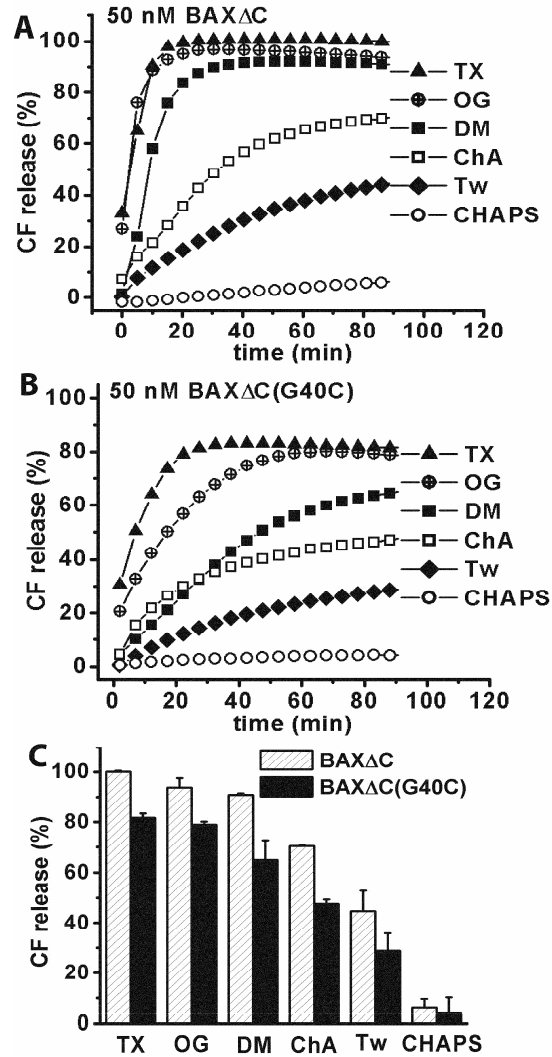 A 50 nM BAXΔC
CF release (%)
100
80
60
40
20
0
TX
OG
DM
ChA
Tw
CHAPS
0 20 40 60 80 100 120
time (min)
B 50 nM BAXΔC(G40C)
CF release (%)
100
80
60
40
20
0
TX
OG
DM
ChA
Tw
CHAPS
0 20 40 60 80 100 120
time (min)
C
BAXΔC
BAXΔC(G40C)
CF release (%)
100
80
60
40
20
0
TX OG DM ChA Tw CHAPS